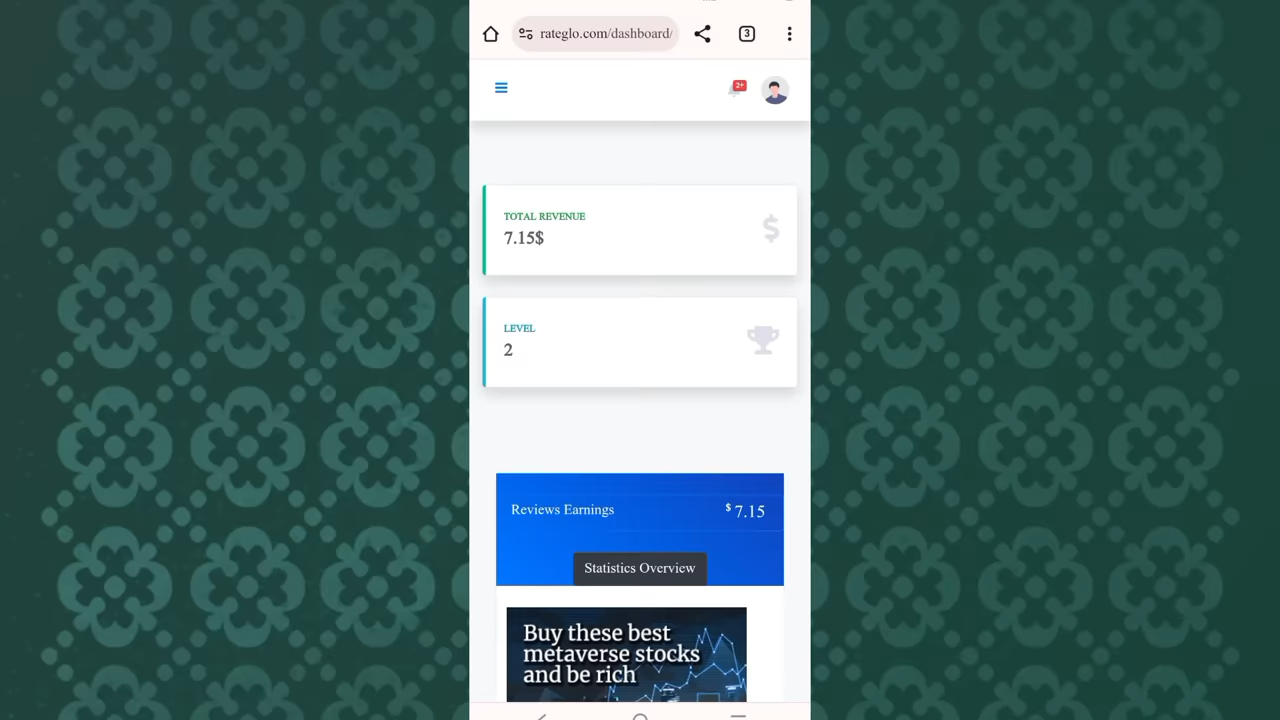 rateglo.com/dashboard/
3
2+
TOTAL REVENUE
7.15$
LEVEL
2
Reviews Earnings
$ 7.15
Statistics Overview
Buy these best
metaverse stocks
and be rich